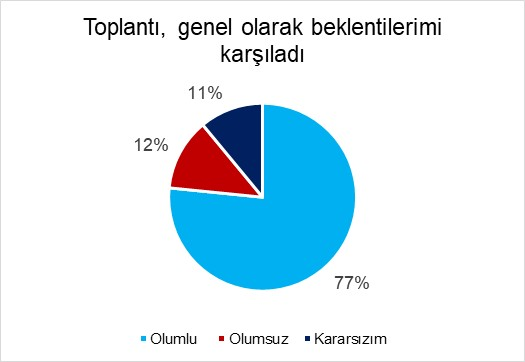 Toplantı, genel olarak beklentilerimi
karşıladı
11%
12%
77%
Olumlu Olumsuz Kararsızım